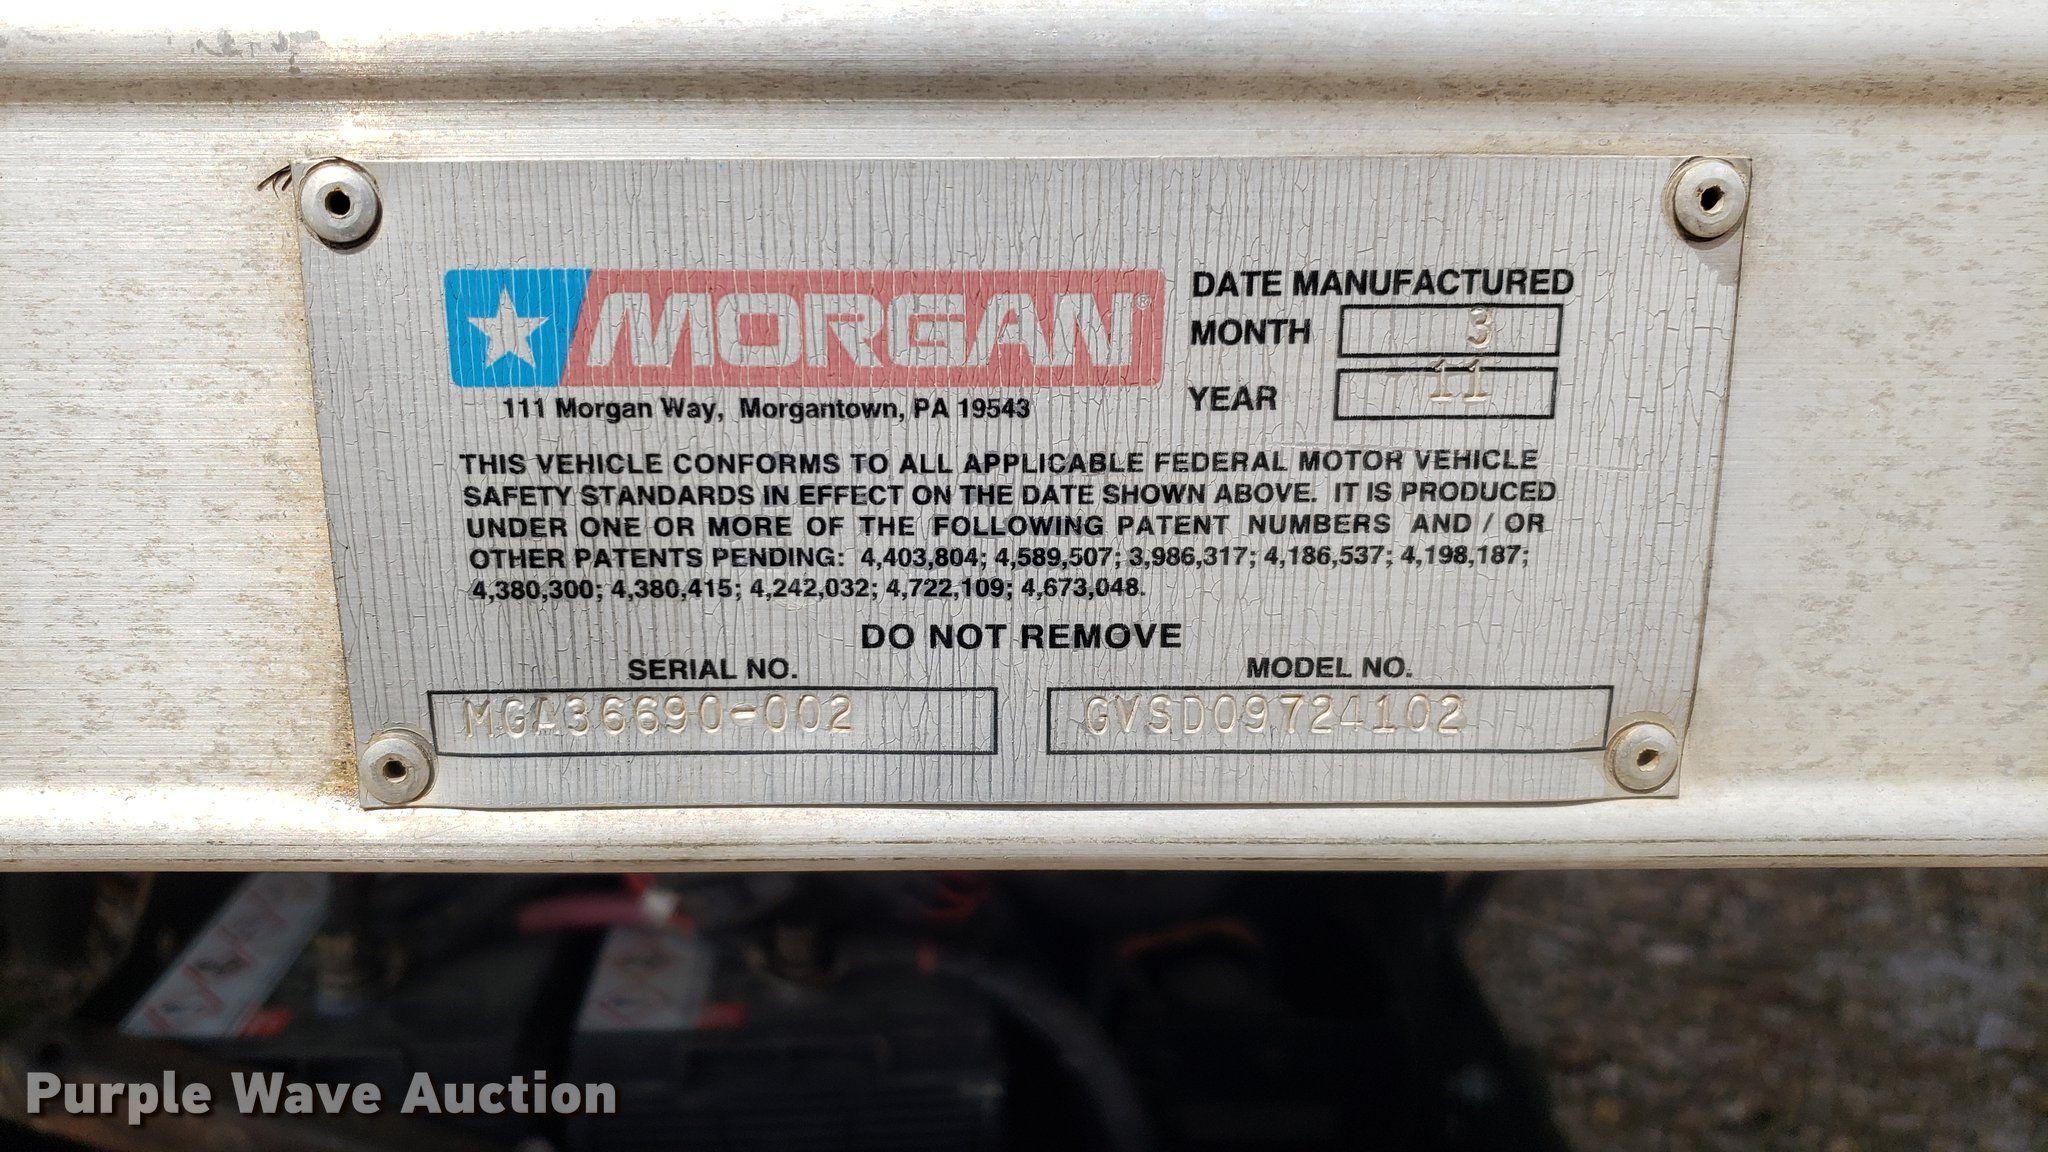 MORGAN®
111 Morgan Way, Morgantown, PA 19543
DATE MANUFACTURED
MONTH 3
YEAR 11
THIS VEHICLE CONFORMS TO ALL APPLICABLE FEDERAL MOTOR VEHICLE
SAFETY STANDARDS IN EFFECT ON THE DATE SHOWN ABOVE. IT IS PRODUCED
UNDER ONE OR MORE OF THE FOLLOWING PATENT NUMBERS AND / OR
OTHER PATENTS PENDING: 4,403,804; 4,589,507; 3,986,317; 4,186,537; 4,198,187;
4,380,300; 4,380,415; 4,242,032; 4,722,109; 4,673,048.
DO NOT REMOVE
SERIAL NO. MODEL NO.
MGA36690-002 GVSD09724102
Purple Wave Auction